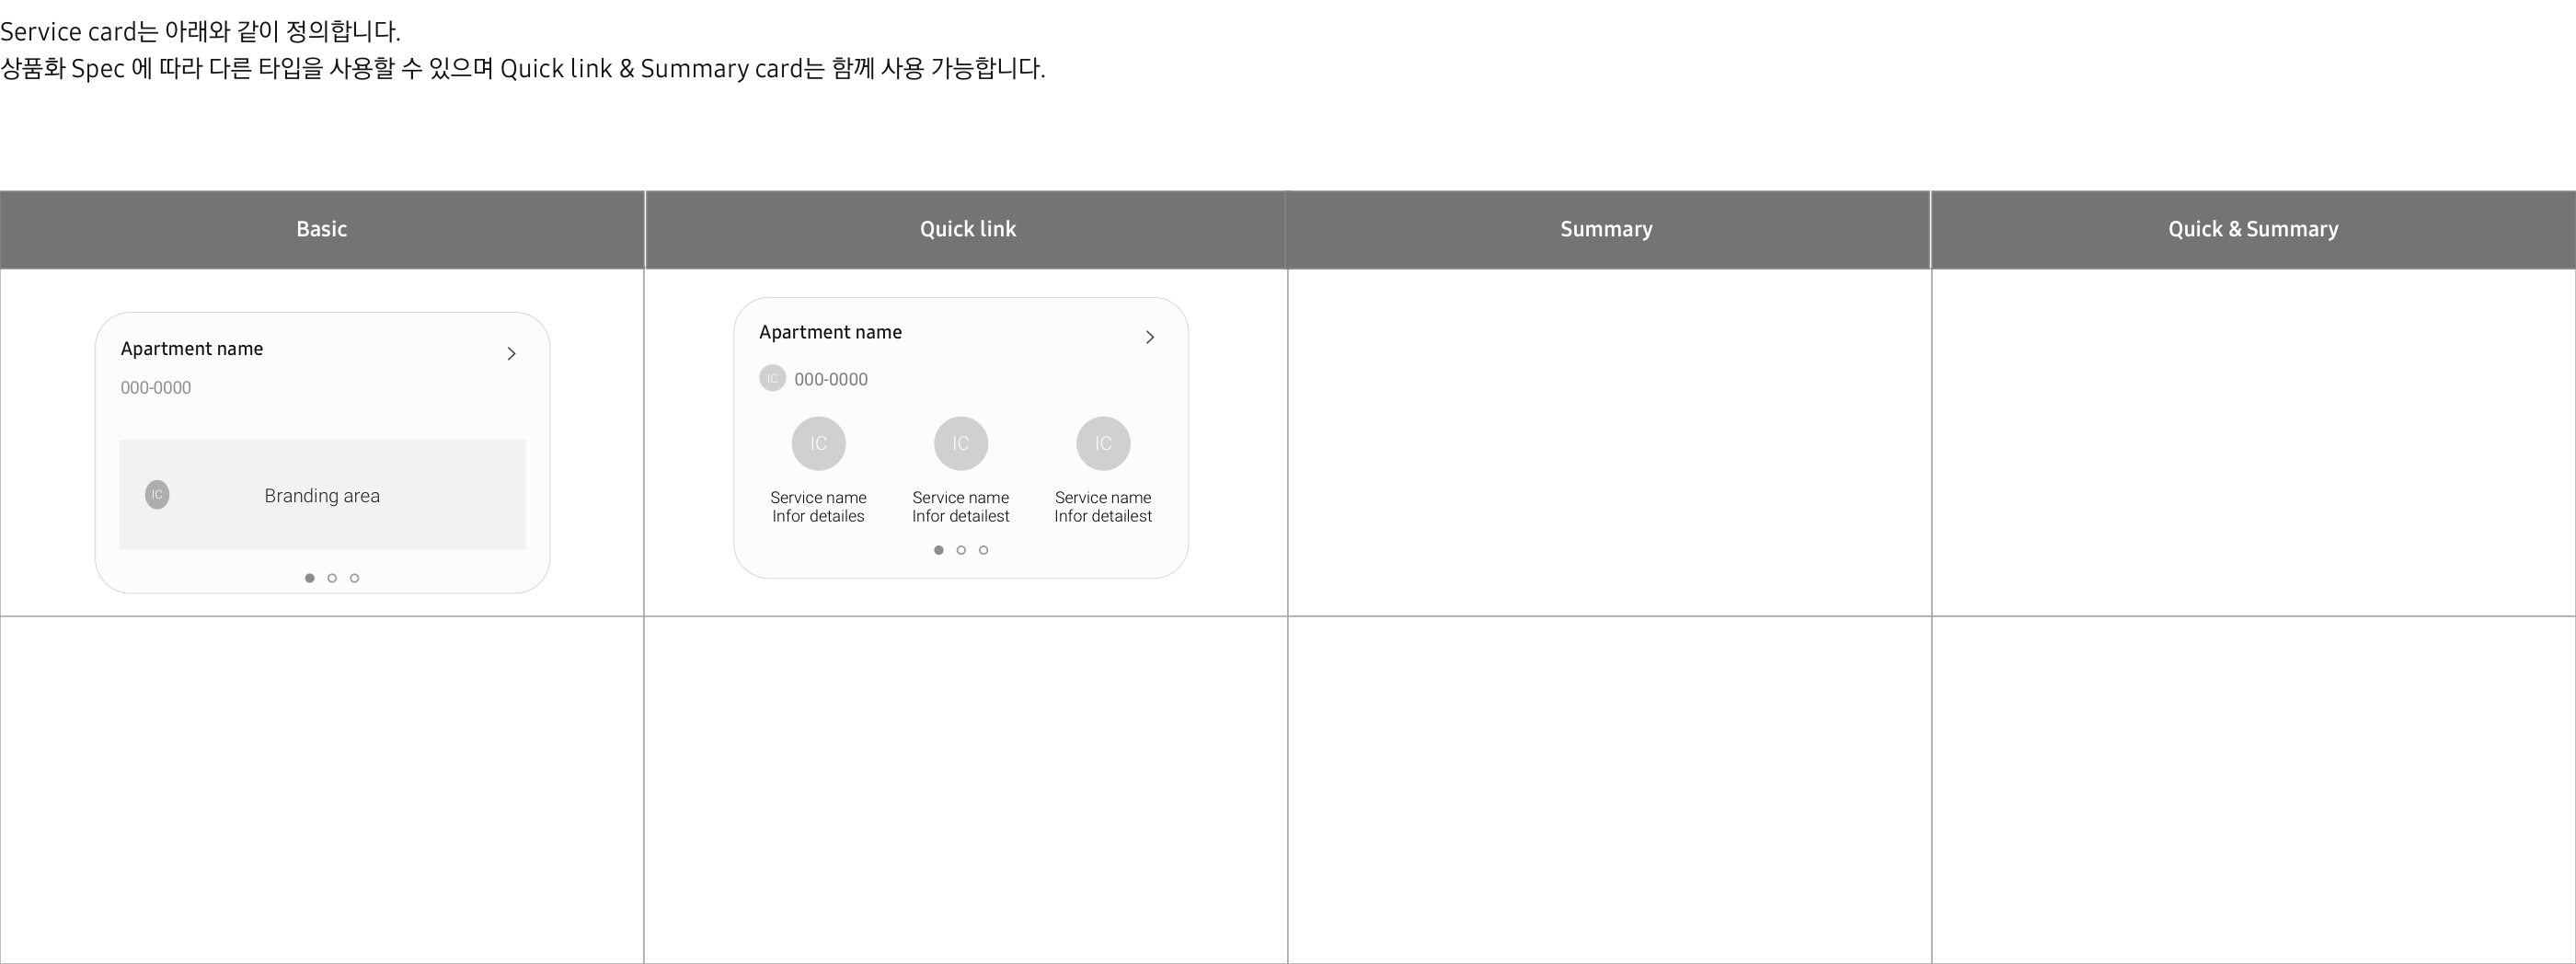 Service card는 아래와 같이 정의합니다.
상품화 Spec 에 따라 다른 타입을 사용할 수 있으며 Quick link & Summary card는 함께 사용 가능합니다.
Basic
Quick link
Summary
Quick & Summary
Apartment name
000-0000
IC
Branding area
Apartment name
IC
000-0000
IC
IC
IC
Service name
Infor detailes
Service name
Infor detailest
Service name
Infor detailest